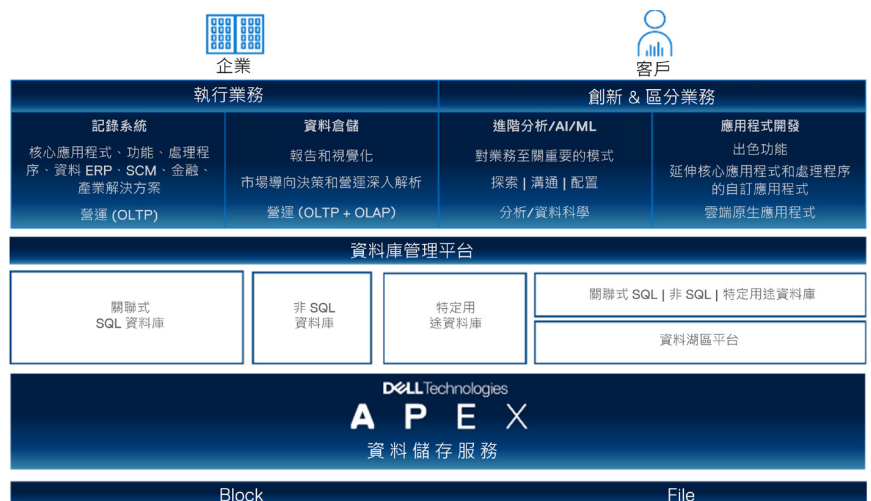 企業
客戶
執行業務
創新 & 區分業務
記錄系統
核心應用程式、功能、處理程
序、資料 ERP、SCM、金融、
產業解決方案
營運 (OLTP)
資料倉儲
報告和視覺化
市場導向決策和營運深入解析
營運 (OLTP + OLAP)
進階分析/AI/ML
對業務至關重要的模式
探索 | 溝通 | 配置
分析/資料科學
應用程式開發
出色功能
延伸核心應用程式和處理程序
的自訂應用程式
雲端原生應用程式
資料庫管理平台
關聯式
SQL 資料庫
非 SQL
資料庫
特定用
途資料庫
關聯式 SQL | 非 SQL | 特定用途資料庫
資料湖區平台
DELLTechnologies
APEX
資料儲存服務
Block
File